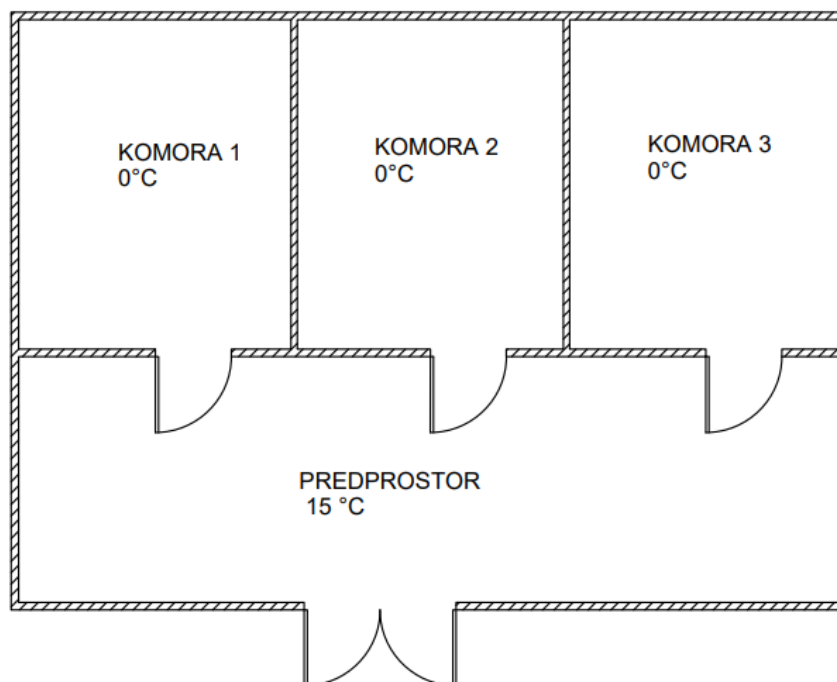 KOMORA 1
0°C
KOMORA 2
0°C
KOMORA 3
0°C
PREDPROSTOR
15 °C